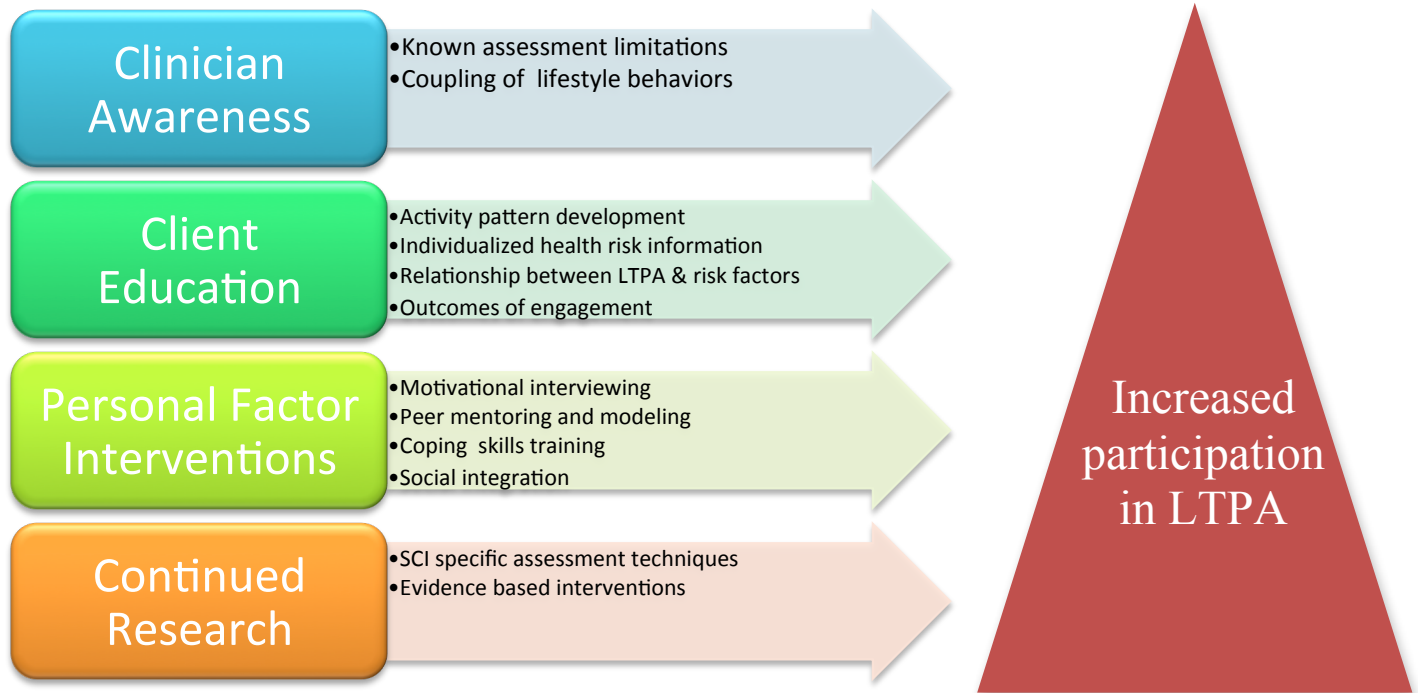 Clinician
Awareness
•Known assessment limitations
•Coupling of  lifestyle behaviors
Client
Education
•Activity pattern development
•Individualized health risk information
•Relationship between LTPA & risk factors
•Outcomes of engagement
Personal Factor
Interventions
•Motivational interviewing
•Peer mentoring and modeling
•Coping  skills training
•Social integration
Continued
Research
•SCI specific assessment techniques
•Evidence based interventions
Increased
participation
in LTPA